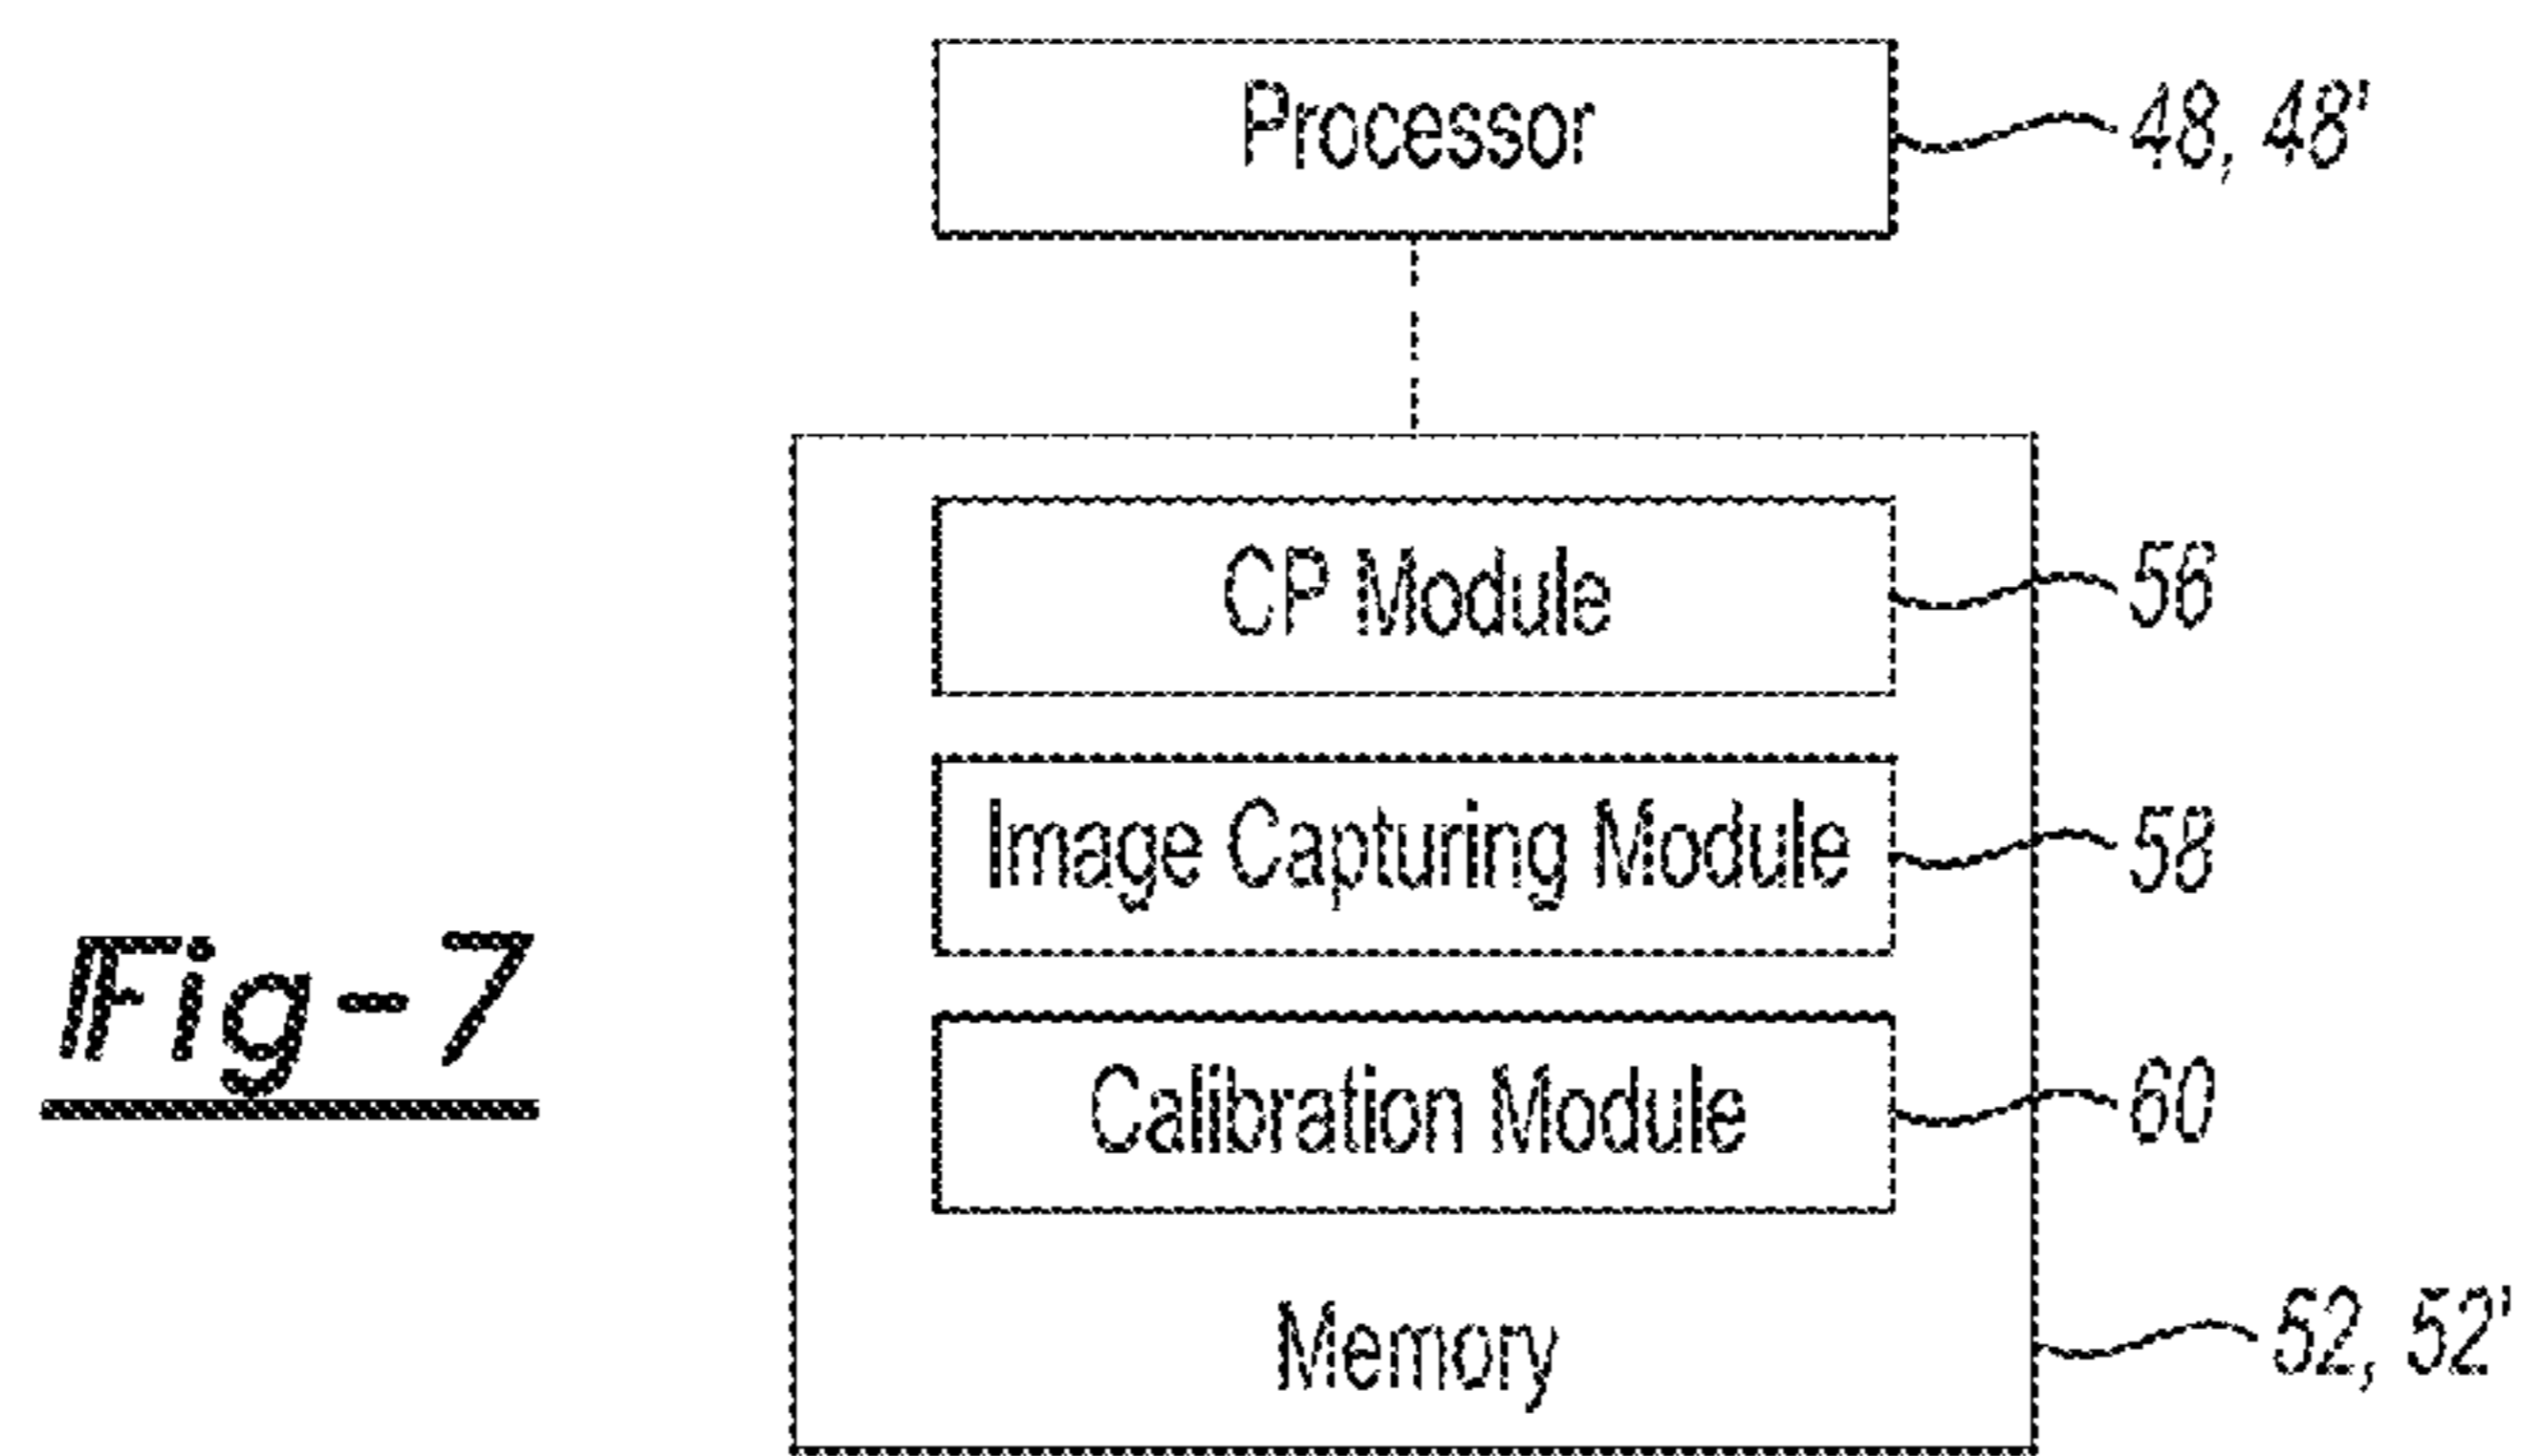 Processor 48, 48'
CP Module 56
Image Capturing Module 58
Calibration Module 60
Memory 52, 52'
Fig-7